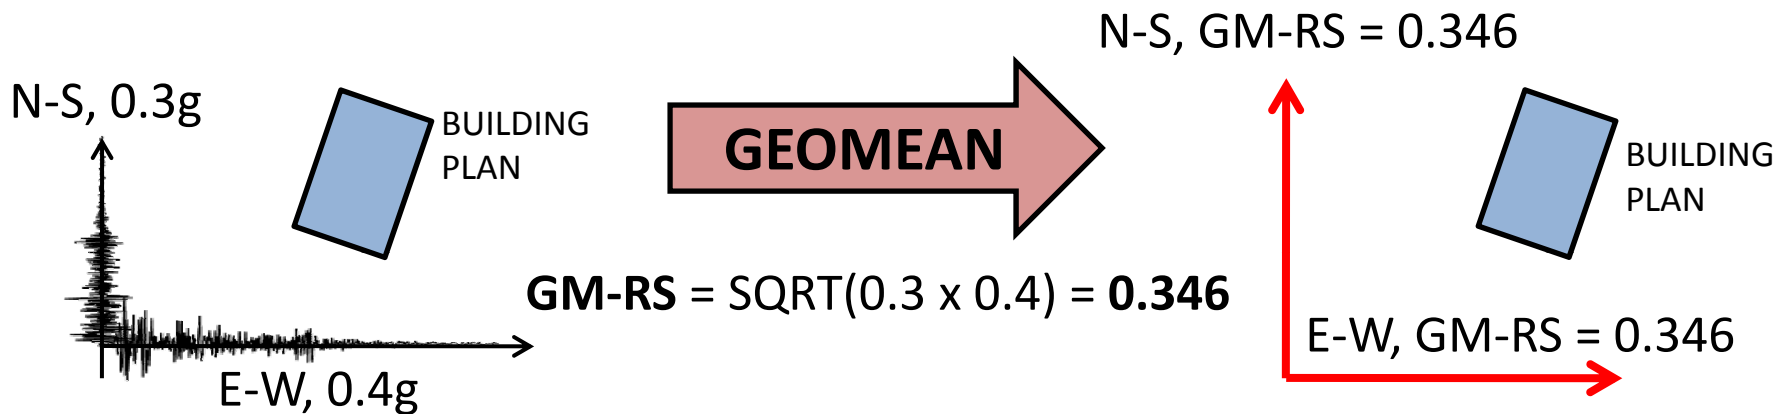 N-S, 0.3g
BUILDING
PLAN
E-W, 0.4g
GEOMEAN
GM-RS = SQRT(0.3 x 0.4) = 0.346
N-S, GM-RS = 0.346
BUILDING
PLAN
E-W, GM-RS = 0.346